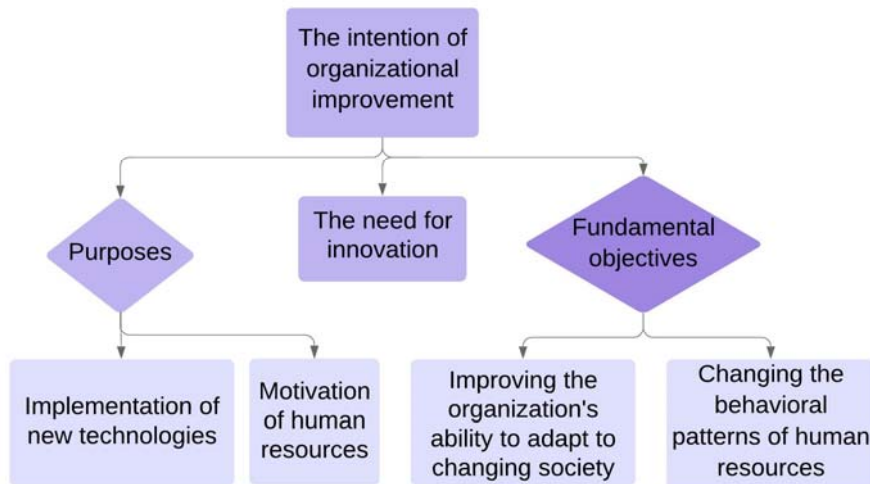 The intention of
organizational
improvement
Purposes
The need for
innovation
Fundamental
objectives
Implementation of
new technologies
Motivation
of human
resources
Improving the
organization's
ability to adapt to
changing society
Changing the
behavioral
patterns of human
resources